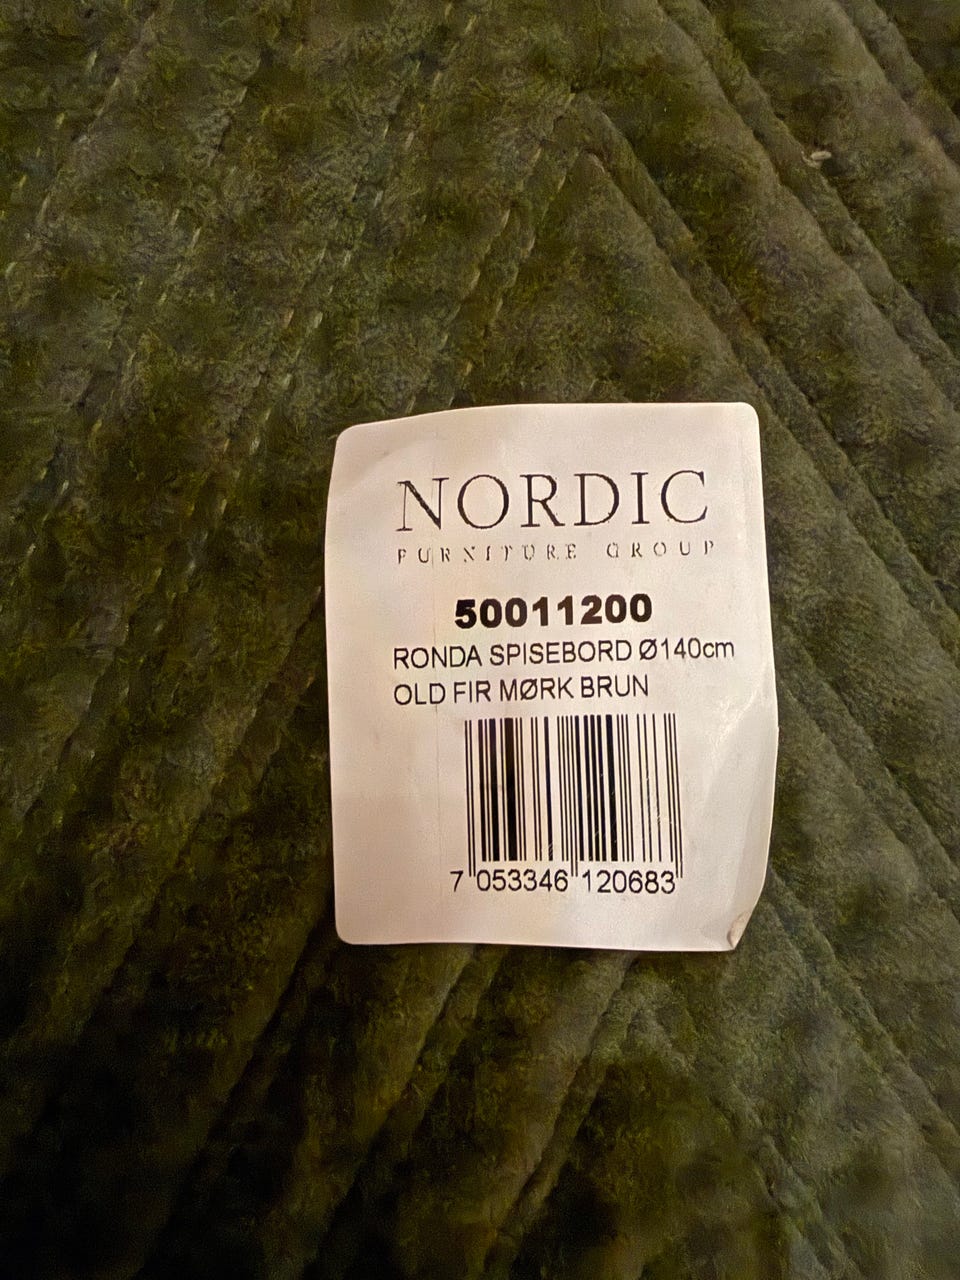 NORDIC
FURNITURE GROUP
50011200
RONDA SPISEBORD Ø140cm
OLD FIR MØRK BRUN
7 053346 120683